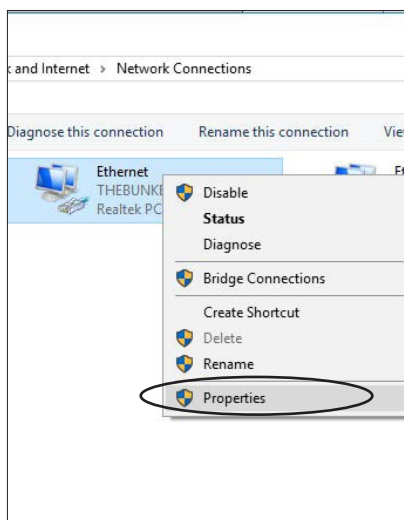 and Internet > Network Connections
Diagnose this connection Rename this connection
Ethernet
Realtek
Disable
Status
Diagnose
Bridge Connections
Create Shortcut
Delete
Rename
Properties